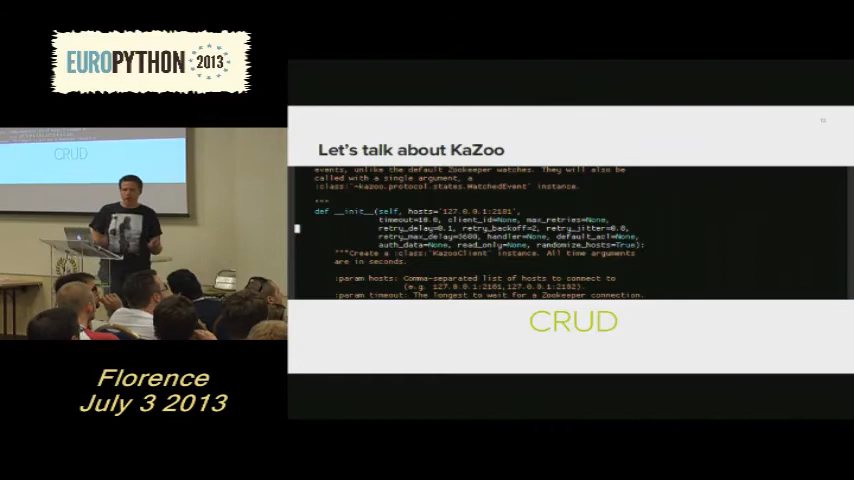 EUROPYTHON 2013
CRUD
Florence
July 3 2013
Let's talk about KaZoo
events, unlike the default Zookeeper watches. They will also be
called with a single argument, a
:class:`~kazoo.protocol.states.WatchedEvent` instance.
"""
def __init__(self, hosts='127.0.0.1:2181',
timeout=10.0, client_id=None, max_retries=None,
retry_delay=0.1, retry_backoff=2, retry_jitter=0.8,
retry_max_delay=3600, handler=None, default_acl=None,
auth_data=None, read_only=None, randomize_hosts=True):
"""Create a :class:`KazooClient` instance. All time arguments
are in seconds.
:param hosts: Comma-separated list of hosts to connect to
(e.g. 127.0.0.1:2181,127.0.0.1:2182).
:param timeout: The longest to wait for a Zookeeper connection.
CRUD